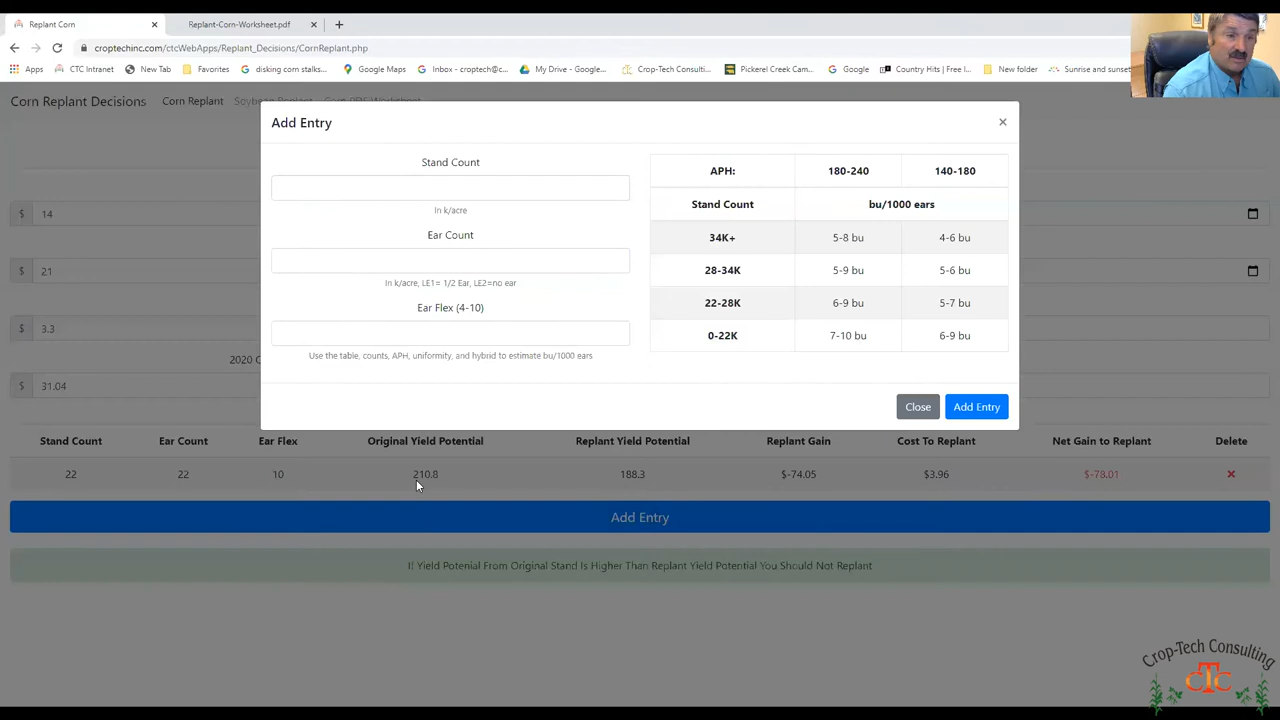 Replant Corn
Replant-Corn-Worksheet.pdf
croptechinc.com/ctcWebApps/Replant_Decisions/CornReplant.php
Apps
CTC Intranet
New Tab
Favorites
disking corn stalks...
Google Maps
Inbox - croptech@c...
My Drive - Google...
Crop-Tech Consulti...
Pickerel Creek Cam...
Google
Country Hits | Free I...
New folder
Sunrise and sunset
Corn Replant Decisions
Corn Replant
Add Entry
×
Stand Count
In k/acre
Ear Count
In k/acre, LE1= 1/2 Ear, LE2=no ear
Ear Flex (4-10)
Use the table, counts, APH, uniformity, and hybrid to estimate bu/1000 ears
APH: 180-240 140-180
Stand Count bu/1000 ears
34K+ 5-8 bu 4-6 bu
28-34K 5-9 bu 5-6 bu
22-28K 6-9 bu 5-7 bu
0-22K 7-10 bu 6-9 bu
Close
Add Entry
$ 14
$ 21
3.3
2020 C
$ 31.04
Stand Count Ear Count Ear Flex Original Yield Potential Replant Yield Potential Replant Gain Cost To Replant Net Gain to Replant Delete
22 22 10 210.8 188.3 $-74.05 $3.96 $-78.01
Add Entry
If Yield Potenial From Original Stand Is Higher Than Replant Yield Potential You Should Not Replant
Crop-Tech Consulting
CTC